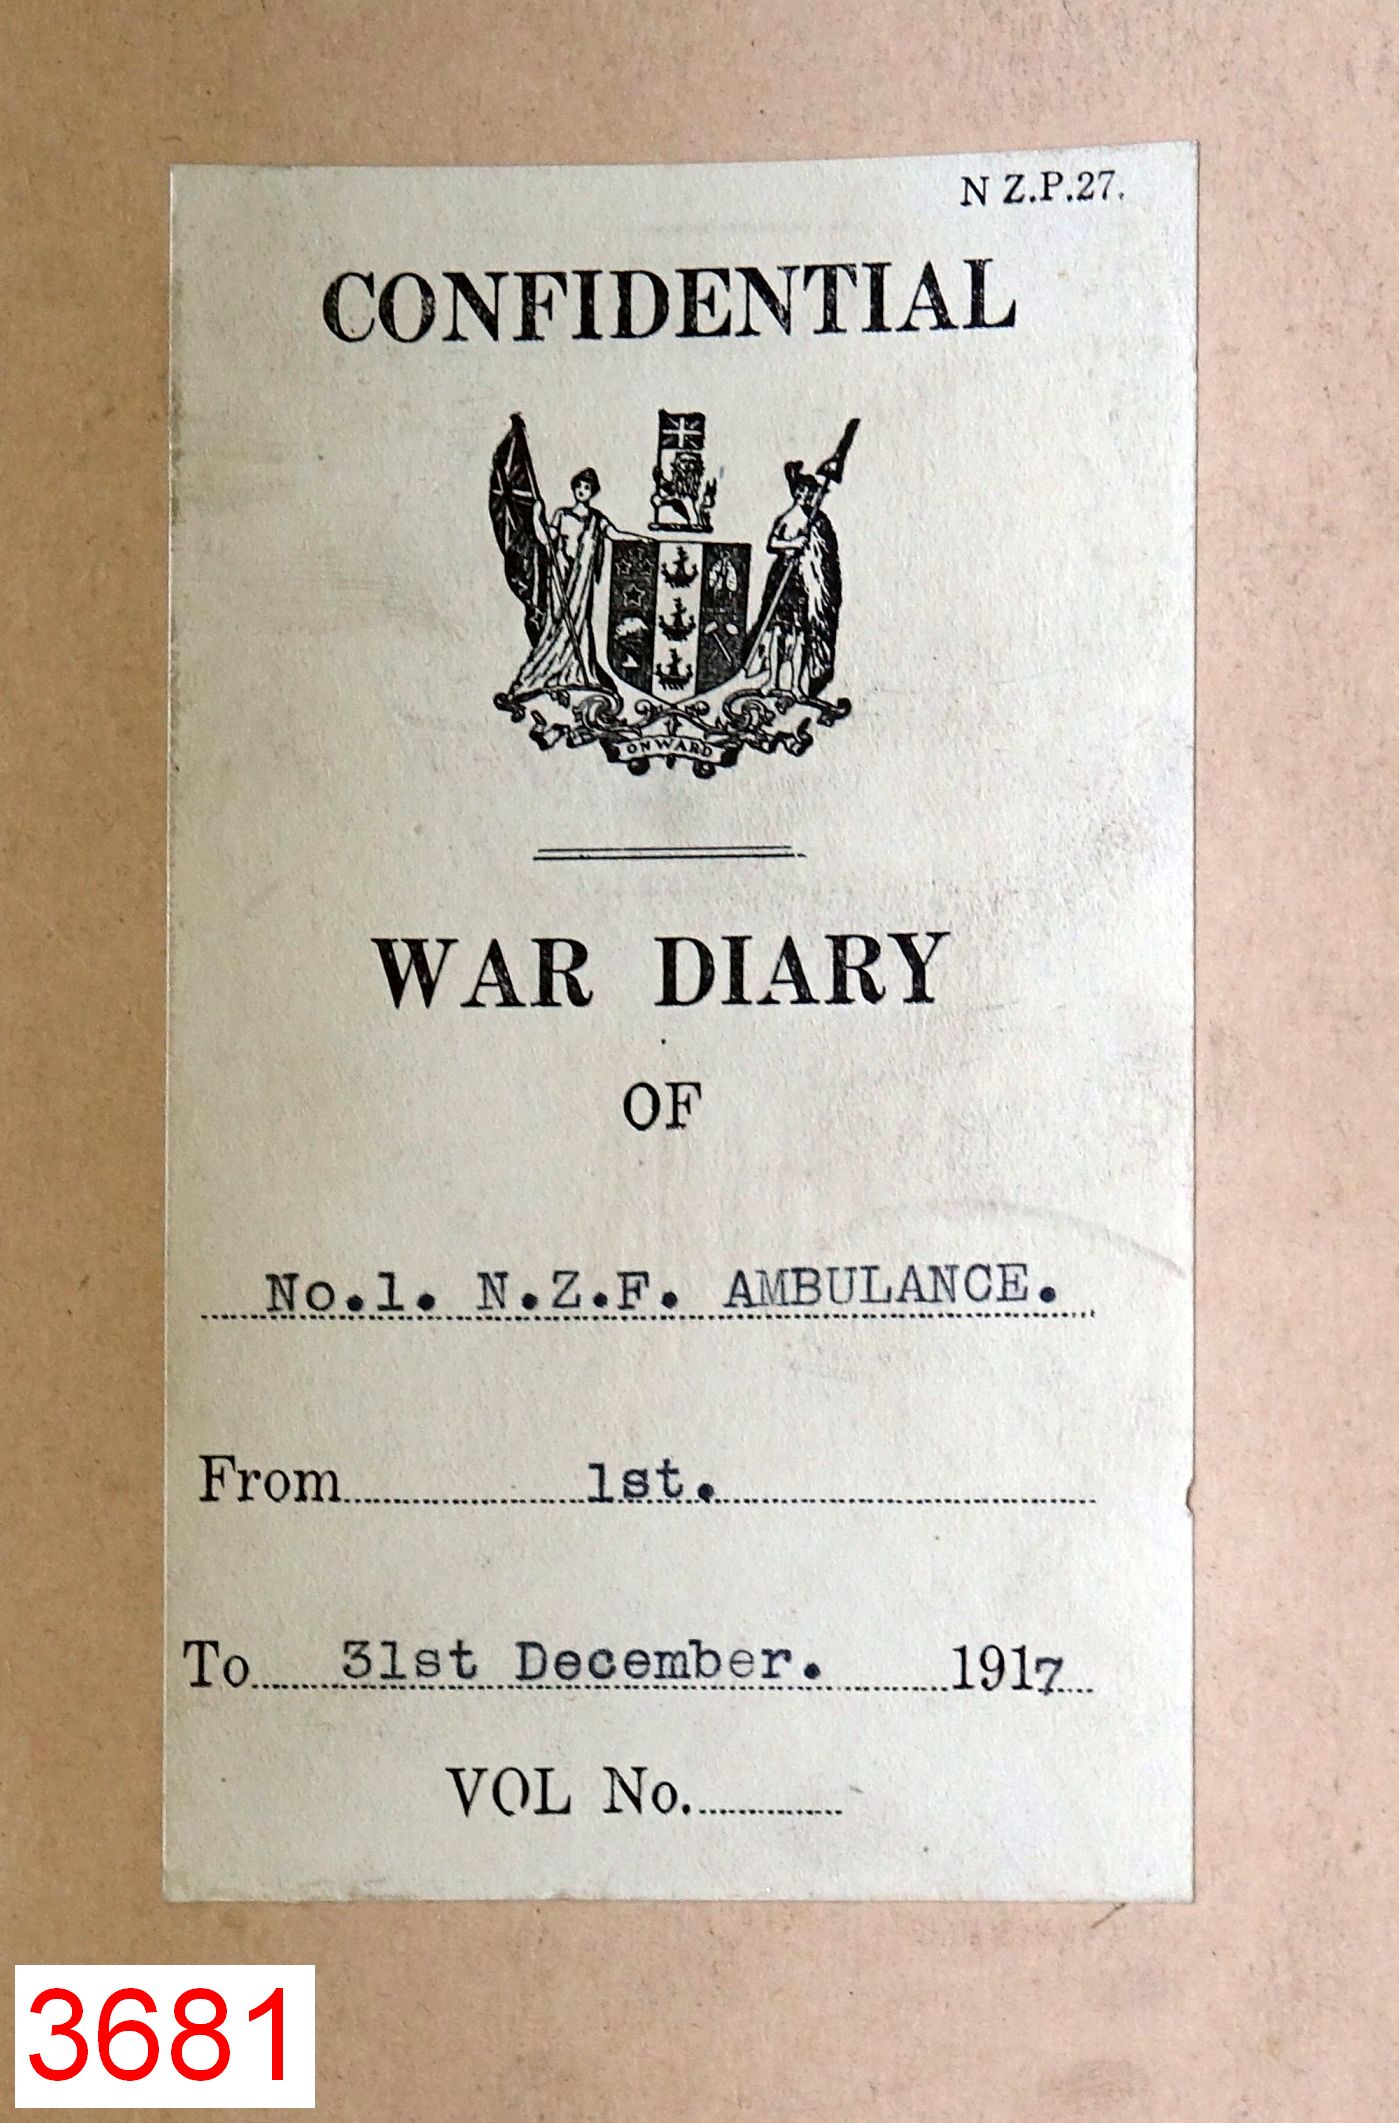 N Z.P.27.
CONFIDENTIAL
ONWARD
WAR DIARY
OF
No.1. N.Z.F. AMBULANCE.
From 1st.
To 31st December. 1917
VOL No.
3681